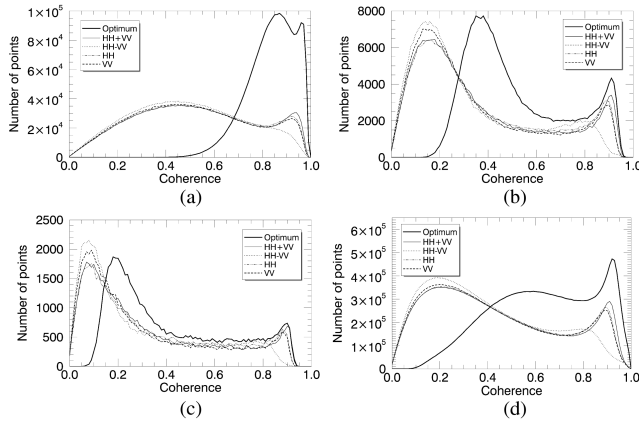 1×10⁵
8×10⁴
6×10⁴
4×10⁴
2×10⁴
0
Number of points
Optimum
HH+VV
HH-VV
HH
VV
0.0 0.2 0.4 0.6 0.8 1.0
Coherence
(a)
8000
6000
4000
2000
0
Number of points
Optimum
HH+VV
HH-VV
HH
VV
0.0 0.2 0.4 0.6 0.8 1.0
Coherence
(b)
2500
2000
1500
1000
500
0
Number of points
Optimum
HH+VV
HH-VV
HH
VV
0.0 0.2 0.4 0.6 0.8 1.0
Coherence
(c)
6×10⁵
5×10⁵
4×10⁵
3×10⁵
2×10⁵
1×10⁵
0
Number of points
Optimum
HH+VV
HH-VV
HH
VV
0.0 0.2 0.4 0.6 0.8 1.0
Coherence
(d)